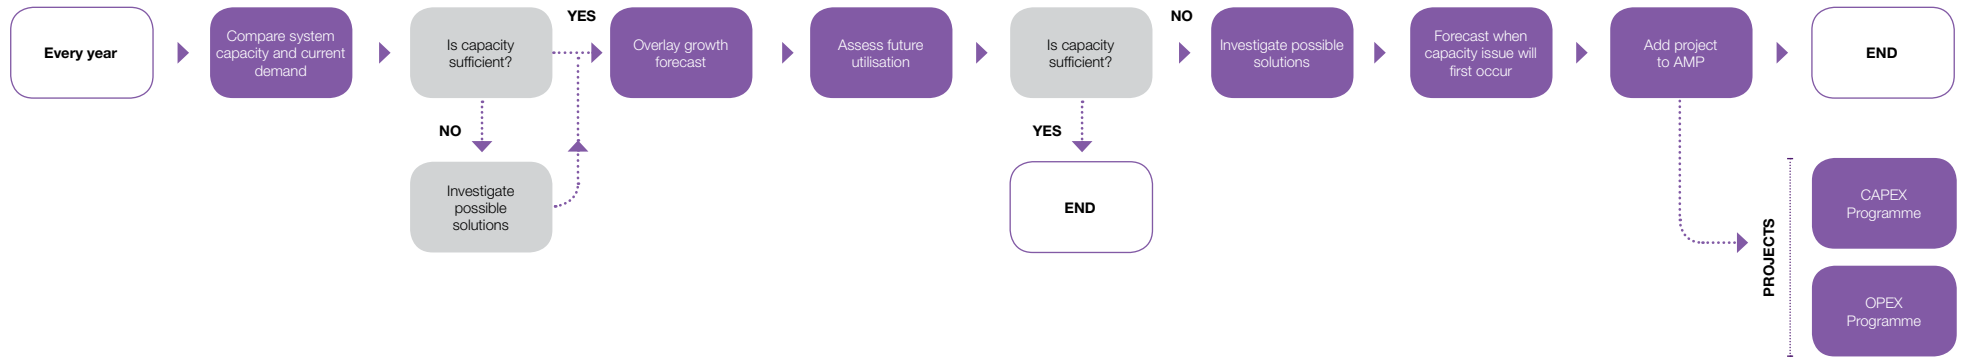 Every year
Compare system
capacity and current
demand
Is capacity
sufficient?
YES
NO
Investigate
possible
solutions
Overlay growth
forecast
Assess future
utilisation
Is capacity
sufficient?
YES
END
NO
Investigate possible
solutions
Forecast when
capacity issue will
first occur
Add project
to AMP
END
PROJECTS
CAPEX
Programme
OPEX
Programme